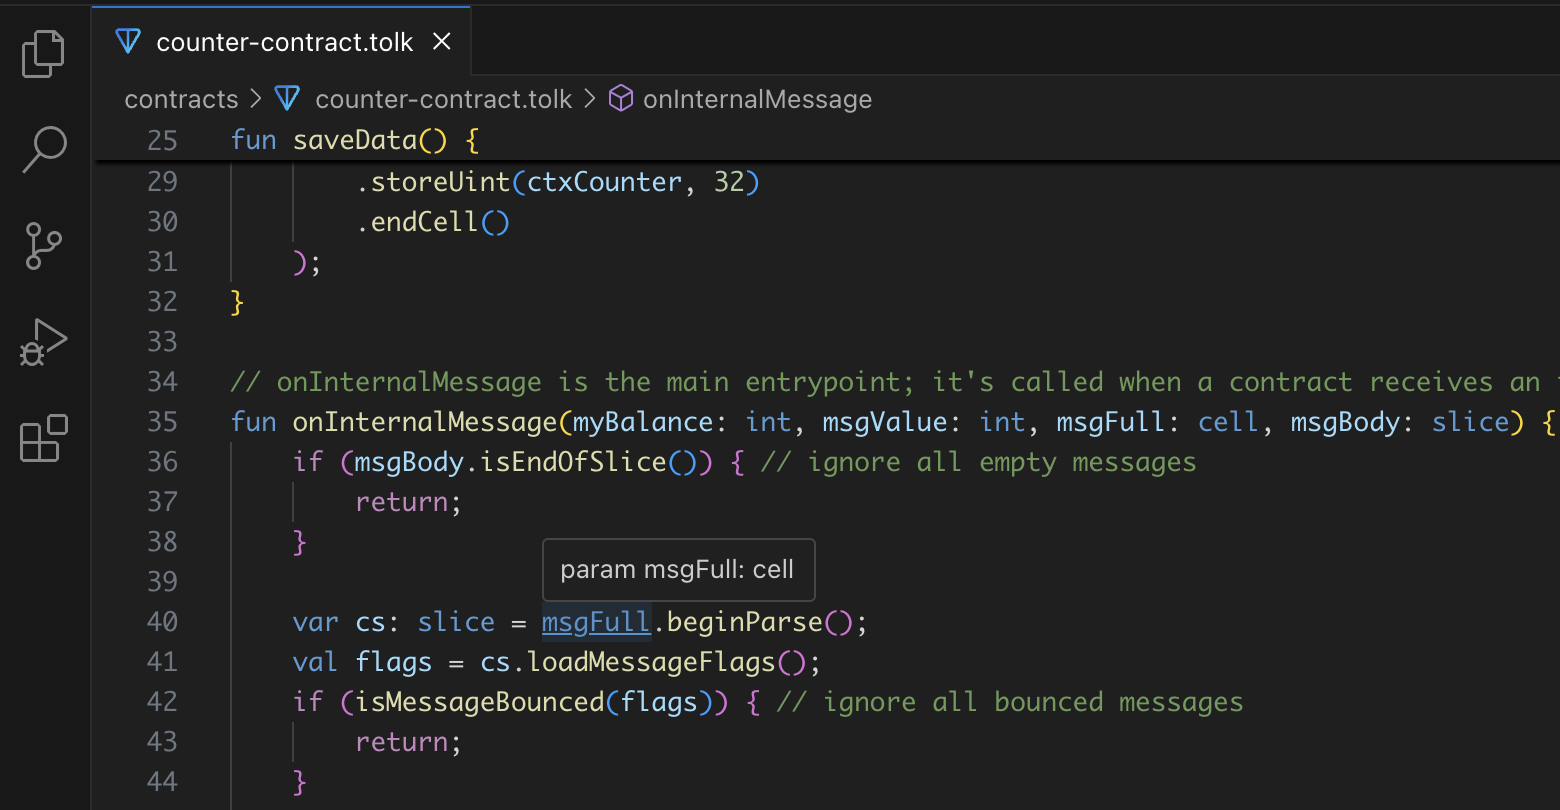 counter-contract.tolk
contracts > counter-contract.tolk > onInternalMessage
25 fun saveData() {
29 .storeUint(ctxCounter, 32)
30 .endCell()
31 );
32 }
33
34 // onInternalMessage is the main entrypoint; it's called when a contract receives an
35 fun onInternalMessage(myBalance: int, msgValue: int, msgFull: cell, msgBody: slice) {
36 if (msgBody.isEndOfSlice()) { // ignore all empty messages
37 return;
38 }
param msgFull: cell
39
40 var cs: slice = msgFull.beginParse();
41 val flags = cs.loadMessageFlags();
42 if (isMessageBounced(flags)) { // ignore all bounced messages
43 return;
44 }